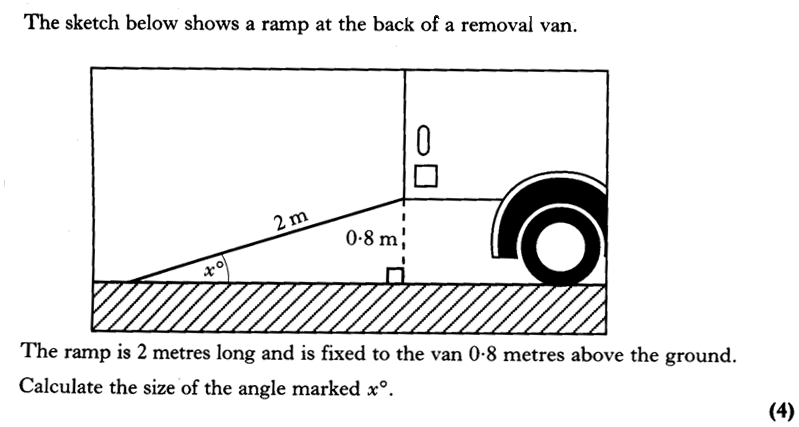 The sketch below shows a ramp at the back of a removal van.
2 m
0·8 m
x°
The ramp is 2 metres long and is fixed to the van 0·8 metres above the ground.
Calculate the size of the angle marked x°.
(4)